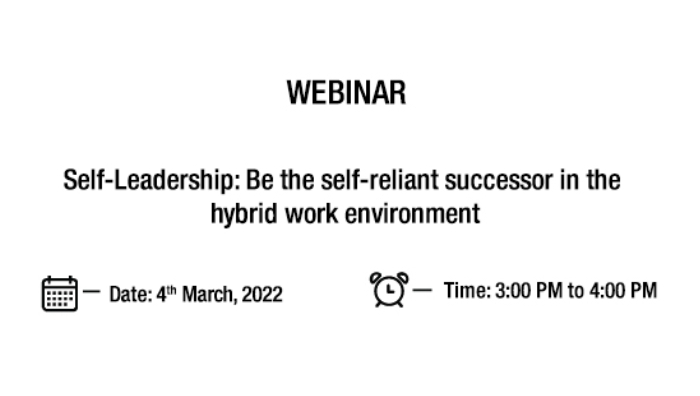 WEBINAR
Self-Leadership: Be the self-reliant successor in the
hybrid work environment
Date: 4th March, 2022
Time: 3:00 PM to 4:00 PM